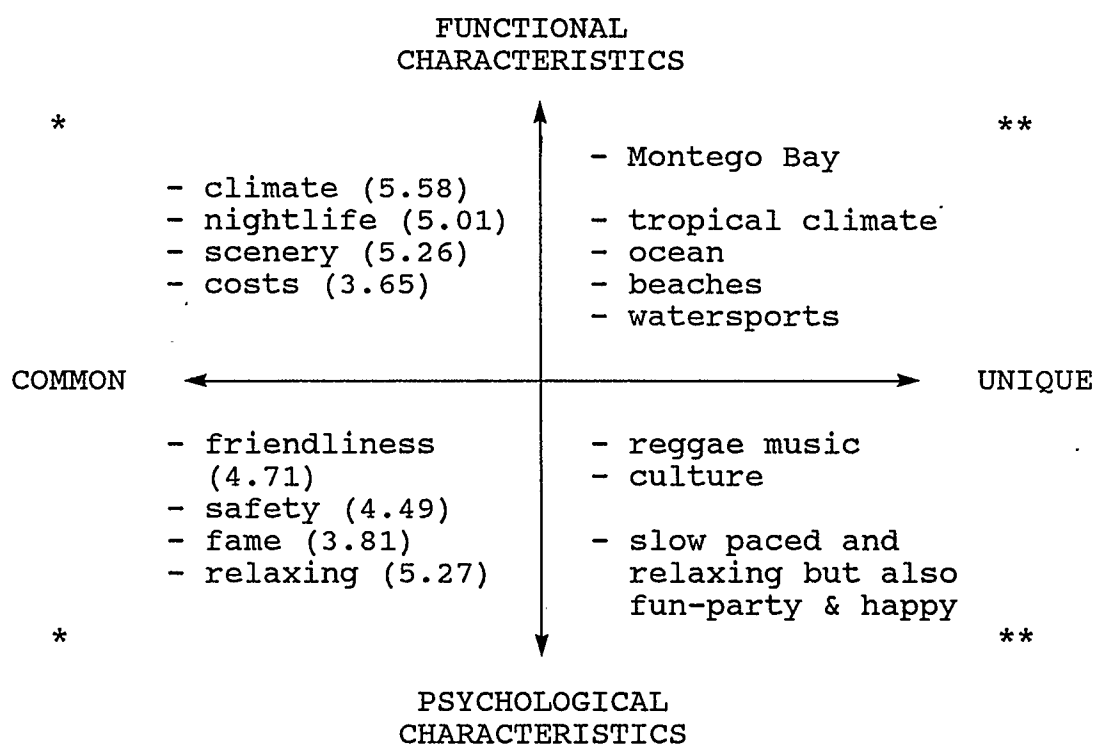 FUNCTIONAL
CHARACTERISTICS
*
**
- climate (5.58)
- nightlife (5.01)
- scenery (5.26)
- costs (3.65)
- Montego Bay
- tropical climate
- ocean
- beaches
- watersports
COMMON
UNIQUE
- friendliness
(4.71)
- safety (4.49)
- fame (3.81)
- relaxing (5.27)
- reggae music
- culture
- slow paced and
relaxing but also
fun-party & happy
*
**
PSYCHOLOGICAL
CHARACTERISTICS